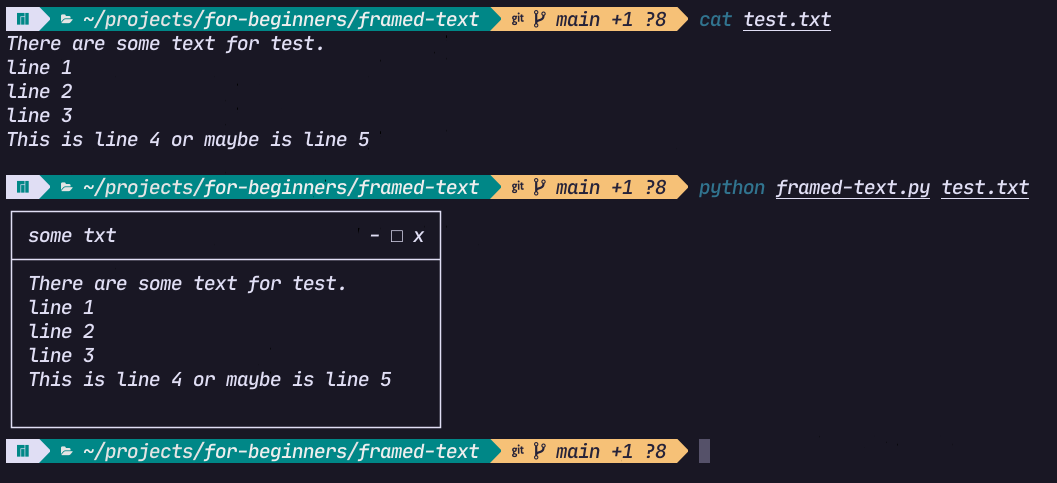 ~/projects/for-beginners/framed-text git main +1 ?8 cat test.txt
There are some text for test.
line 1
line 2
line 3
This is line 4 or maybe is line 5
~/projects/for-beginners/framed-text git main +1 ?8 python framed-text.py test.txt
some txt - □ x
There are some text for test.
line 1
line 2
line 3
This is line 4 or maybe is line 5
~/projects/for-beginners/framed-text git main +1 ?8